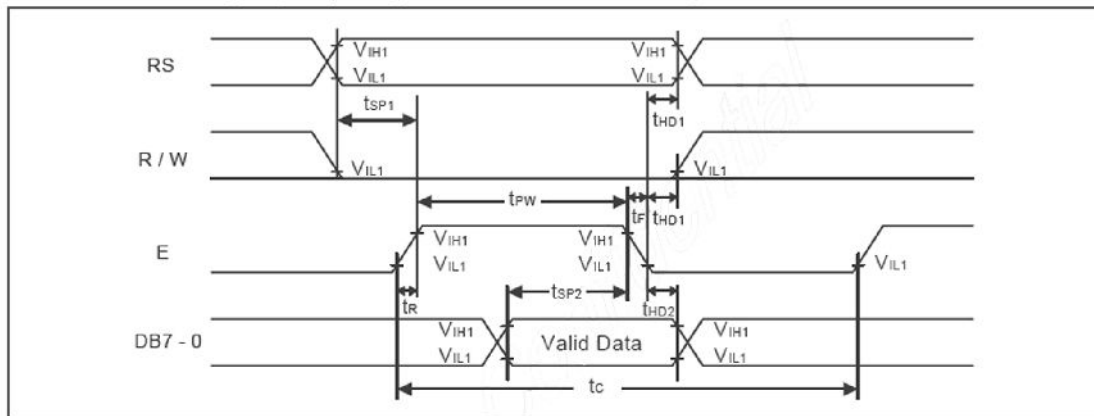 RS
VIH1
VIL1
VIH1
VIL1
tSP1
tHD1
R / W
VIL1
VIL1
tPW
tF
tHD1
E
VIH1
VIL1
VIH1
VIL1
VIL1
tR
tSP2
tHD2
DB7 - 0
VIH1
VIL1
Valid Data
VIH1
VIL1
tC